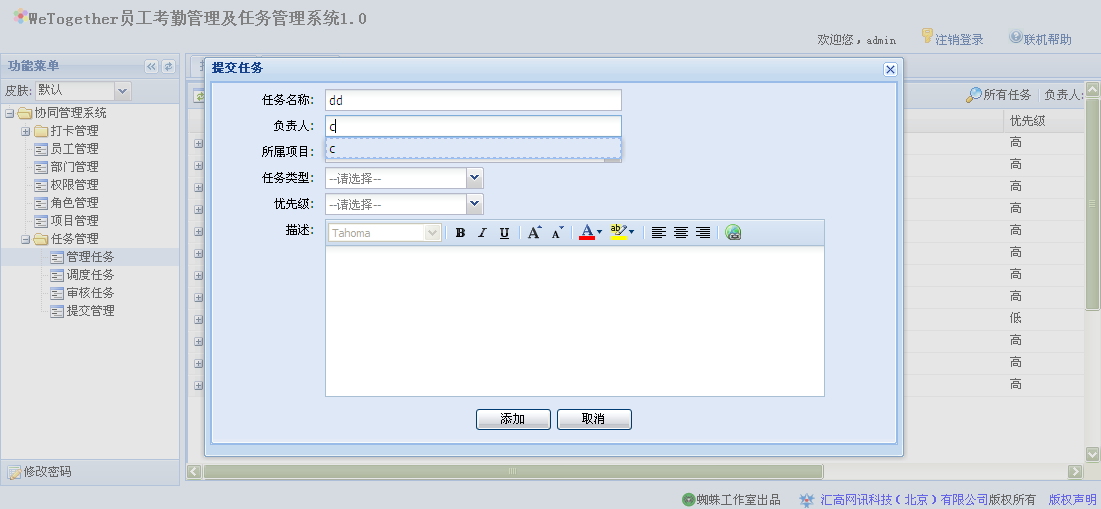 WeTogether员工考勤管理及任务管理系统1.0
欢迎您，admin 注销登录 联机帮助
功能菜单
皮肤: 默认
协同管理系统
打卡管理
员工管理
部门管理
权限管理
角色管理
项目管理
任务管理
管理任务
调度任务
审核任务
提交管理
修改密码
提交任务
任务名称: dd
负责人: c
c
所属项目:
任务类型: --请选择--
优先级: --请选择--
描述: Tahoma B I U A A A ab
添加 取消
所有任务 负责人:
优先级
高
高
高
高
高
高
高
高
低
高
高
高
蜘蛛工作室出品 汇高网讯科技（北京）有限公司版权所有 版权声明